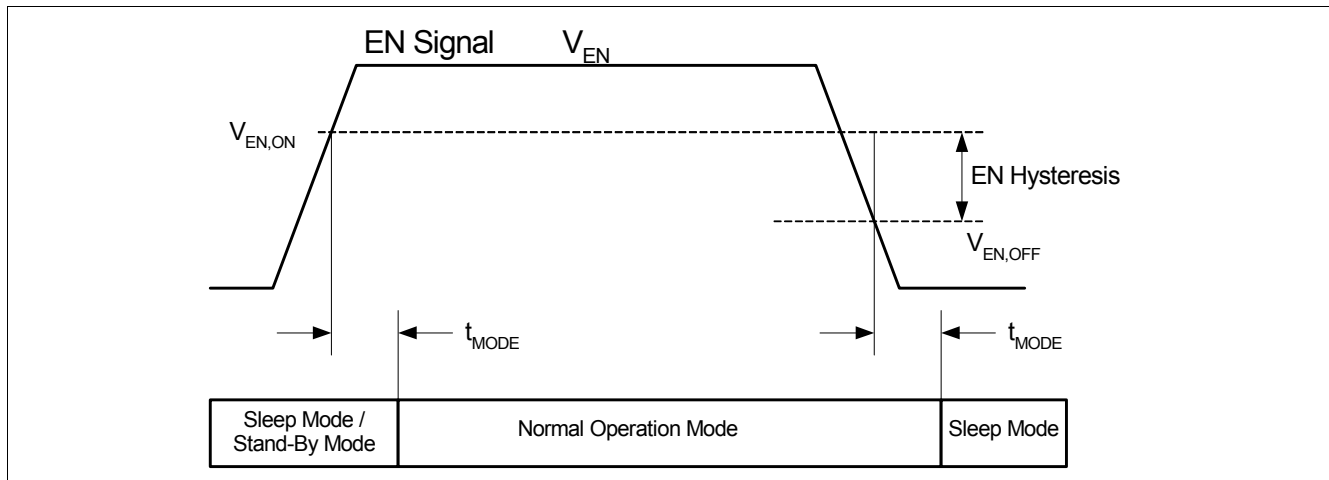 EN Signal V_EN
V_EN,ON
EN Hysteresis
V_EN,OFF
t_MODE t_MODE
Sleep Mode /
Stand-By Mode
Normal Operation Mode
Sleep Mode